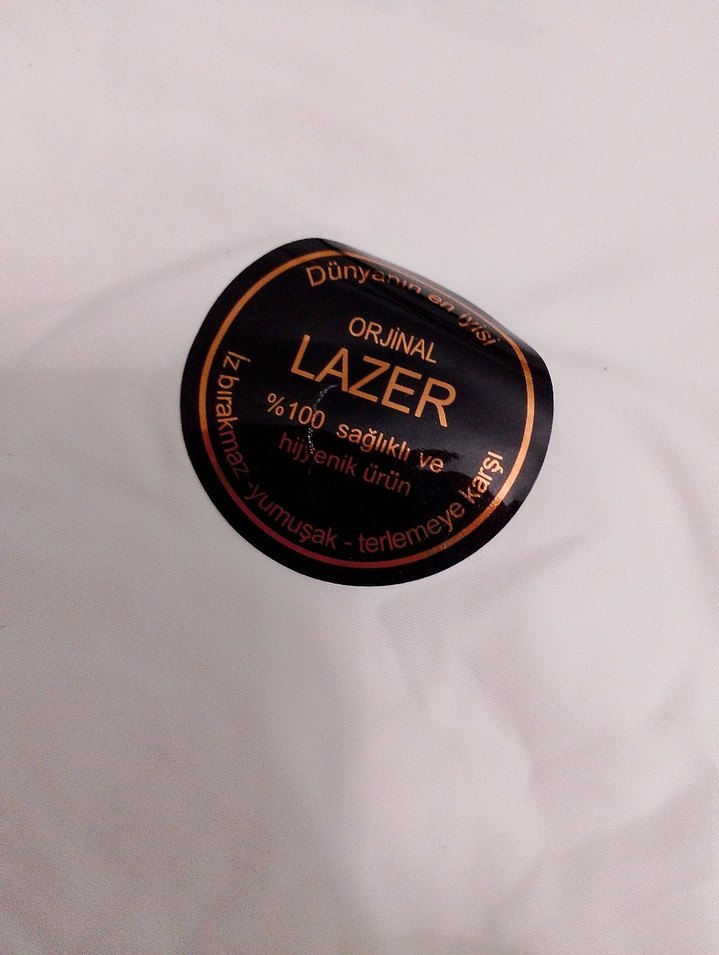 Dünyanın en iyisi
ORJİNAL
LAZER
%100 sağlıklı ve
hijyenik ürün
İz bırakmaz -yumuşak - terlemeye karşı